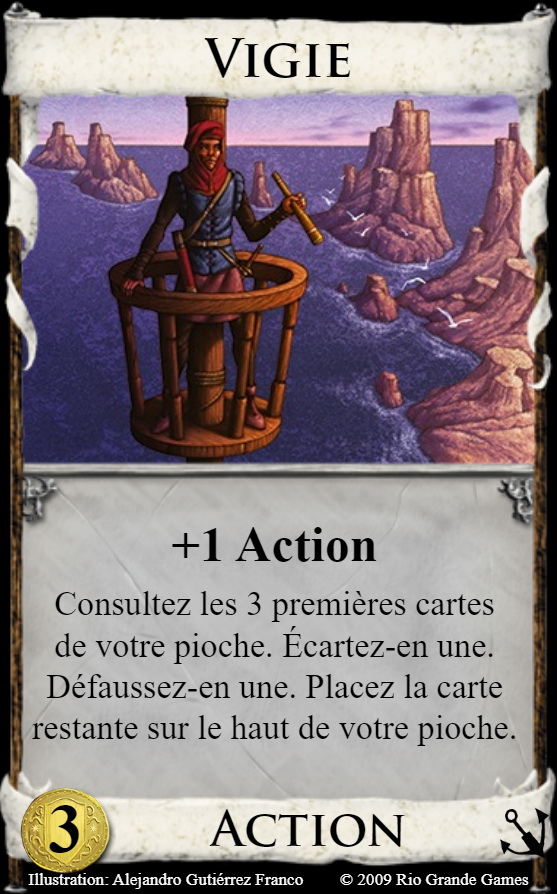 VIGIE
+1 Action
Consultez les 3 premières cartes
de votre pioche. Écartez-en une.
Défaussez-en une. Placez la carte
restante sur le haut de votre pioche.
3
ACTION
Illustration: Alejandro Gutiérrez Franco © 2009 Rio Grande Games